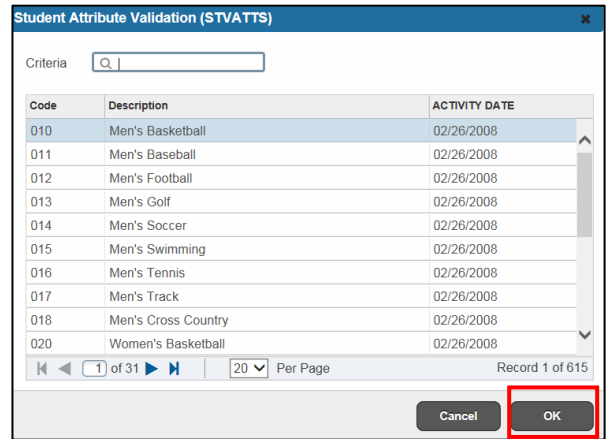 Student Attribute Validation (STVATTS)
Criteria
Code Description ACTIVITY DATE
010 Men's Basketball 02/26/2008
011 Men's Baseball 02/26/2008
012 Men's Football 02/26/2008
013 Men's Golf 02/26/2008
014 Men's Soccer 02/26/2008
015 Men's Swimming 02/26/2008
016 Men's Tennis 02/26/2008
017 Men's Track 02/26/2008
018 Men's Cross Country 02/26/2008
020 Women's Basketball 02/26/2008
1 of 31 20 Per Page Record 1 of 615
Cancel OK